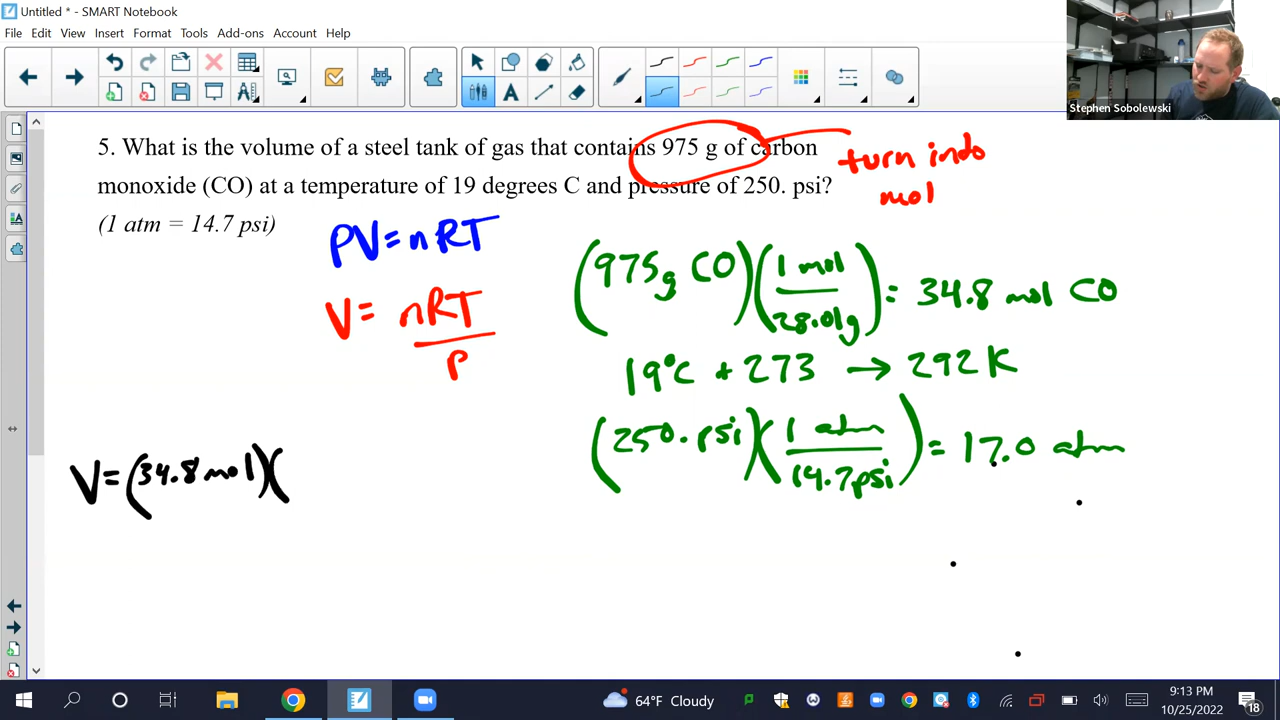 Untitled * - SMART Notebook
File Edit View Insert Format Tools Add-ons Account Help
Stephen Sobolewski
5. What is the volume of a steel tank of gas that contains 975 g of carbon
monoxide (CO) at a temperature of 19 degrees C and pressure of 250. psi?
(1 atm = 14.7 psi)
turn into
mol
PV=nRT
V= nRT
P
(975g CO)(1 mol
28.01g) = 34.8 mol CO
19°C + 273 → 292 K
(250. psi)(1 atm
14.7psi) = 17.0 atm
V=(34.8mol)(
64°F Cloudy
9:13 PM
10/25/2022
18